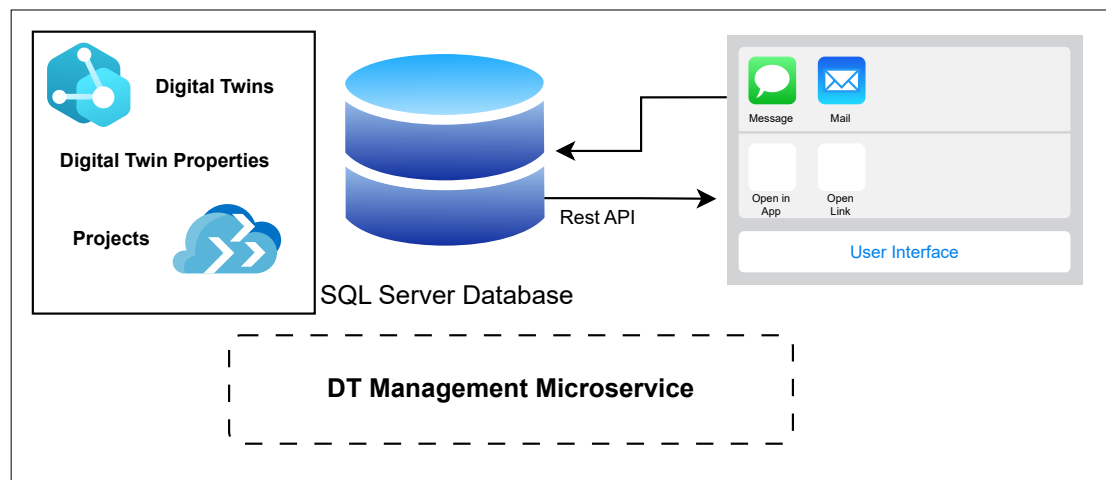 Digital Twins
Digital Twin Properties
Projects
SQL Server Database
Rest API
Message
Mail
Open in
App
Open
Link
User Interface
DT Management Microservice